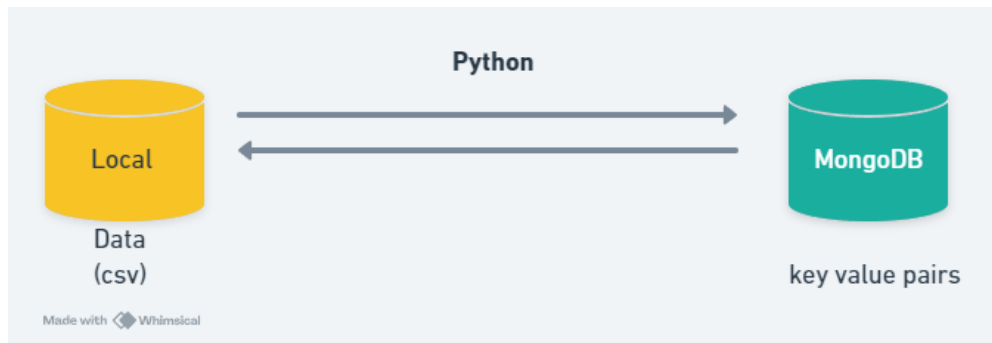 Python
Local
MongoDB
Data
(csv)
key value pairs
Made with Whimsical